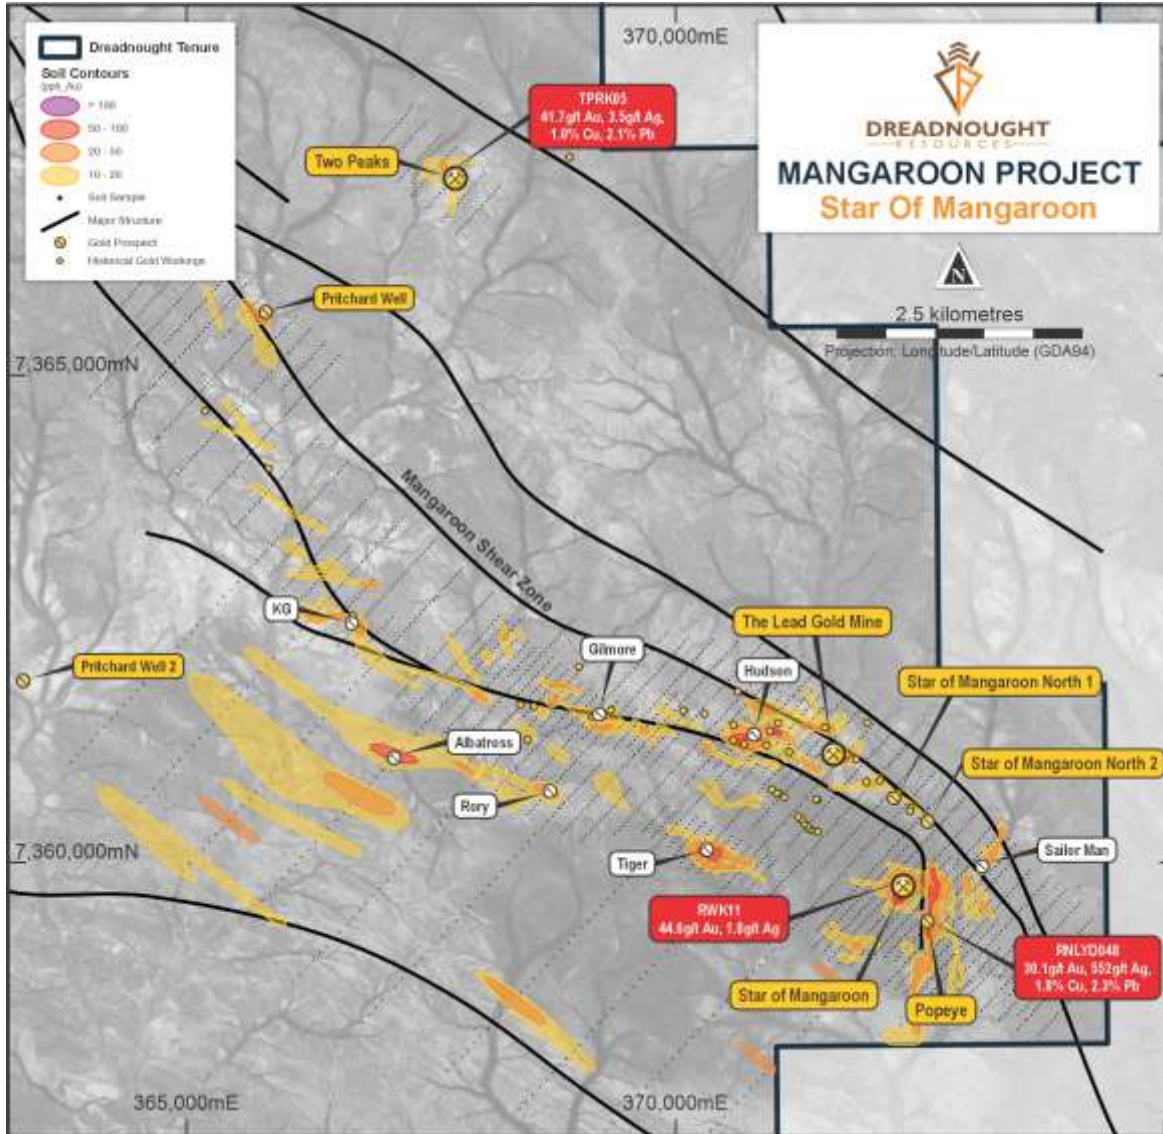 Dreadnought Tenure
Soil Contours
(ppb_Au)
> 100
50 - 100
20 - 50
10 - 20
Soil Sample
Major Structure
Gold Prospect
Historical Gold Workings
370,000mE
DREADNOUGHT
RESOURCES
MANGAROON PROJECT
Star Of Mangaroon
N
2.5 kilometres
Projection: Longitude/Latitude (GDA94)
TPRK05
41.7g/t Au, 3.5g/t Ag,
1.0% Cu, 2.1% Pb
Two Peaks
Pritchard Well
7,365,000mN
Mangaroon Shear Zone
KG
The Lead Gold Mine
Gilmore
Hudson
Pritchard Well 2
Star of Mangaroon North 1
Albatross
Star of Mangaroon North 2
Rory
7,360,000mN
Tiger
Sailor Man
RWK11
44.6g/t Au, 1.8g/t Ag
RNLYD048
30.1g/t Au, 552g/t Ag,
1.8% Cu, 2.3% Pb
Star of Mangaroon
Popeye
365,000mE
370,000mE